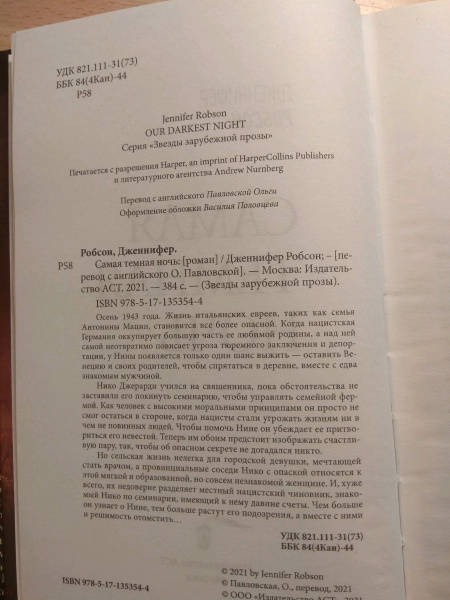 УДК 821.111-31(73)
ББК 84(4Кан)-44
Р58
Jennifer Robson
OUR DARKEST NIGHT
Серия «Звезды зарубежной прозы»
Печатается с разрешения Harper, an imprint of HarperCollins Publishers
и литературного агентства Andrew Nurnberg
Перевод с английского Павловской Ольги
Оформление обложки Василия Половцева
Робсон, Дженнифер.
Р58 Самая темная ночь: [роман] / Дженнифер Робсон; – [пе-
ревод с английского О. Павловской]. — Москва: Издатель-
ство АСТ, 2021. — 384 с. — (Звезды зарубежной прозы).
ISBN 978-5-17-135354-4
Осень 1943 года. Жизнь итальянских евреев, таких как семья
Антонины Мацин, становится все более опасной. Когда нацистская
Германия оккупирует большую часть ее любимой родины, а над ней
самой неотвратимо повисает угроза тюремного заключения и депор-
тации, у Нины появляется только один шанс выжить — оставить Ве-
нецию и своих родителей, чтобы спрятаться в деревне, вместе с едва
знакомым мужчиной.
Нико Джерарди учился на священника, пока обстоятельства не
заставили его покинуть семинарию, чтобы управлять семейной фер-
мой. Как человек с высокими моральными принципами он просто не
смог остаться в стороне, когда нацисты стали угрожать жизням ни в
чем не повинных людей. Чтобы помочь Нине он убеждает ее притво-
риться его невестой. Теперь им обоим предстоит изображать счастли-
вую пару, так, чтобы об опасном секрете не догадался никто.
Но сельская жизнь нелегка для городской девушки, мечтающей
стать врачом, а провинциальные соседи Нико с опаской относятся к
этой мягкой и образованной, но совсем незнакомой женщине. И, хуже
всего, их недоверие разделяет местный нацистский чиновник, знако-
мый Нико по семинарии, имеющий к нему давние счеты. Чем больше
он узнает о Нине, тем больше растут его подозрения, а вместе с ними
и решимость отомстить…
УДК 821.111-31(73)
ББК 84(4Кан)-44
© 2021 by Jennifer Robson
© Павловская, О., перевод, 2021
ISBN 978-5-17-135354-4
© ООО «Издательство АСТ», 2021